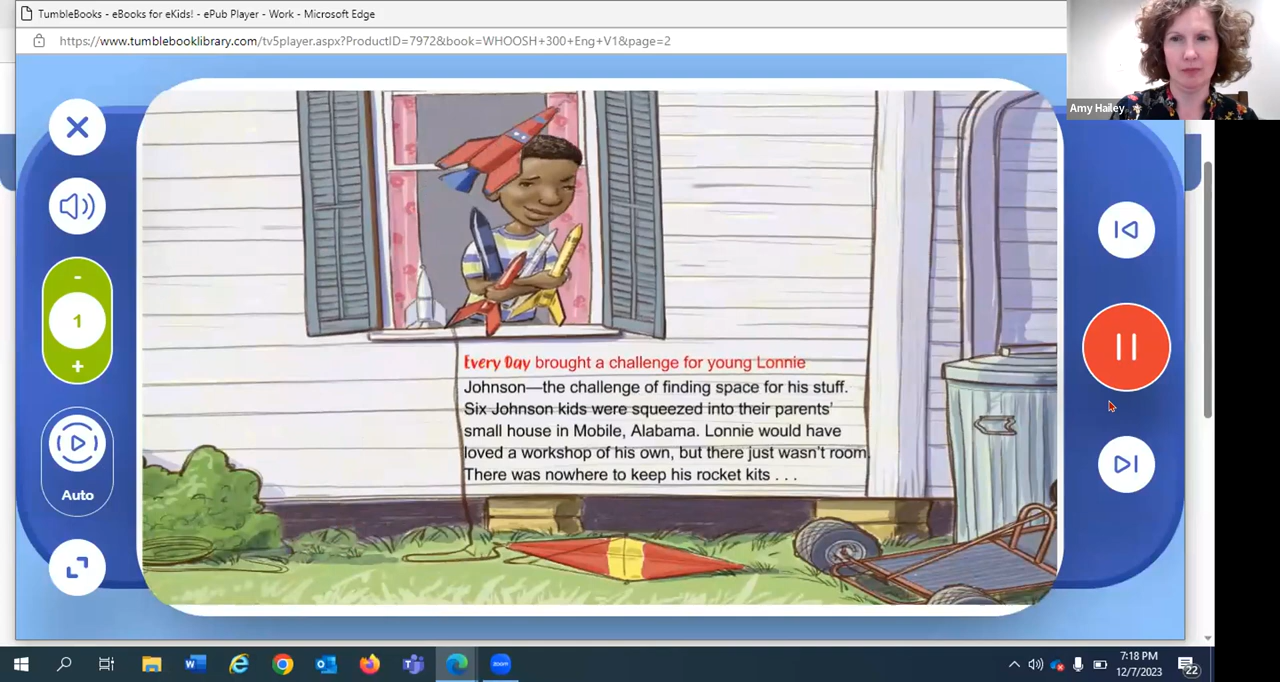 TumbleBooks - eBooks for eKids! - ePub Player - Work - Microsoft Edge
https://www.tumblebooklibrary.com/tv5player.aspx?ProductID=7972&book=WHOOSH+300+Eng+V1&page=2
Amy Hailey
-
1
+
Auto
Every Day brought a challenge for young Lonnie
Johnson—the challenge of finding space for his stuff.
Six Johnson kids were squeezed into their parents'
small house in Mobile, Alabama. Lonnie would have
loved a workshop of his own, but there just wasn't room.
There was nowhere to keep his rocket kits . . .
zoom
7:18 PM
12/7/2023
22